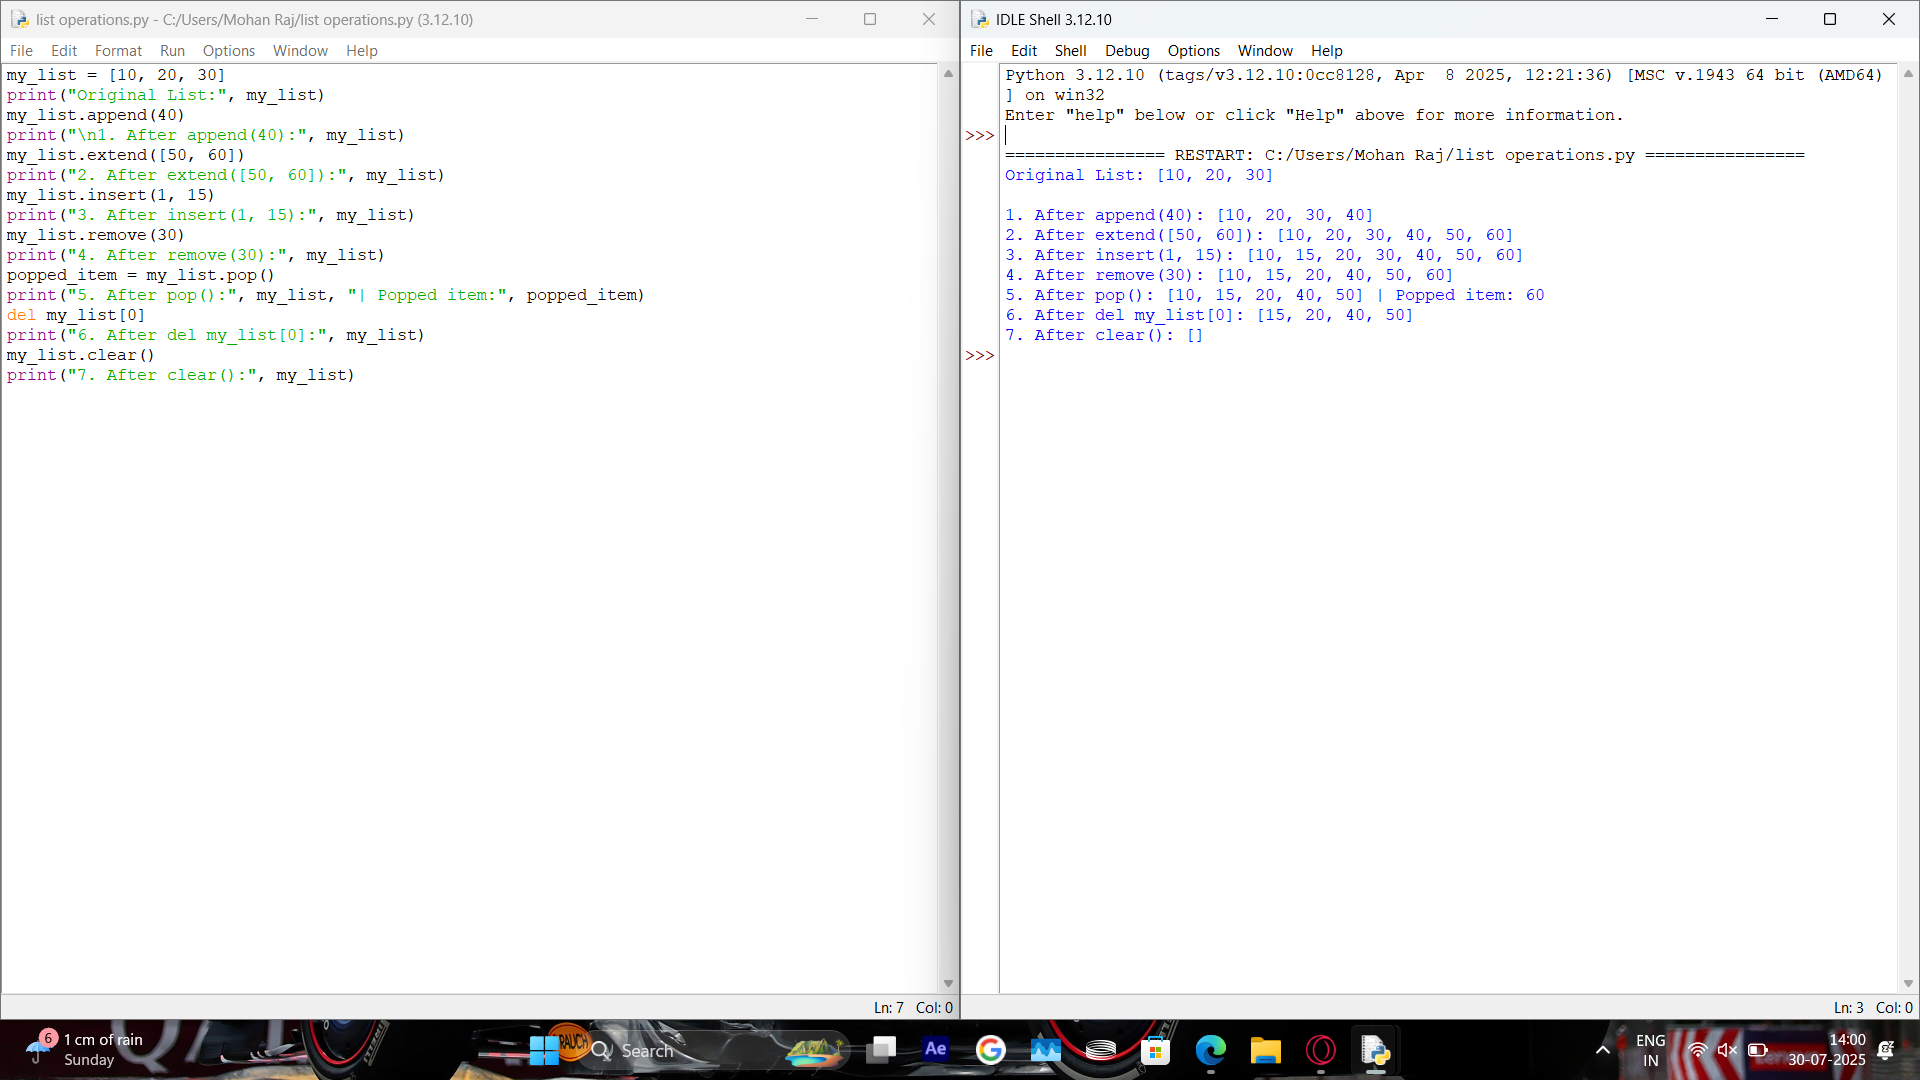 list operations.py - C:/Users/Mohan Raj/list operations.py (3.12.10)
File Edit Format Run Options Window Help
my_list = [10, 20, 30]
print("Original List:", my_list)
my_list.append(40)
print("\n1. After append(40):", my_list)
my_list.extend([50, 60])
print("2. After extend([50, 60]):", my_list)
my_list.insert(1, 15)
print("3. After insert(1, 15):", my_list)
my_list.remove(30)
print("4. After remove(30):", my_list)
popped_item = my_list.pop()
print("5. After pop():", my_list, "| Popped item:", popped_item)
del my_list[0]
print("6. After del my_list[0]:", my_list)
my_list.clear()
print("7. After clear():", my_list)
Ln: 7 Col: 0
IDLE Shell 3.12.10
File Edit Shell Debug Options Window Help
Python 3.12.10 (tags/v3.12.10:0cc8128, Apr  8 2025, 12:21:36) [MSC v.1943 64 bit (AMD64)
] on win32
Enter "help" below or click "Help" above for more information.
>>>
================ RESTART: C:/Users/Mohan Raj/list operations.py ================
Original List: [10, 20, 30]
1. After append(40): [10, 20, 30, 40]
2. After extend([50, 60]): [10, 20, 30, 40, 50, 60]
3. After insert(1, 15): [10, 15, 20, 30, 40, 50, 60]
4. After remove(30): [10, 15, 20, 40, 50, 60]
5. After pop(): [10, 15, 20, 40, 50] | Popped item: 60
6. After del my_list[0]: [15, 20, 40, 50]
7. After clear(): []
>>>
Ln: 3 Col: 0
6
1 cm of rain
Sunday
RAUCH
Search
Ae
ENG
IN
14:00
30-07-2025